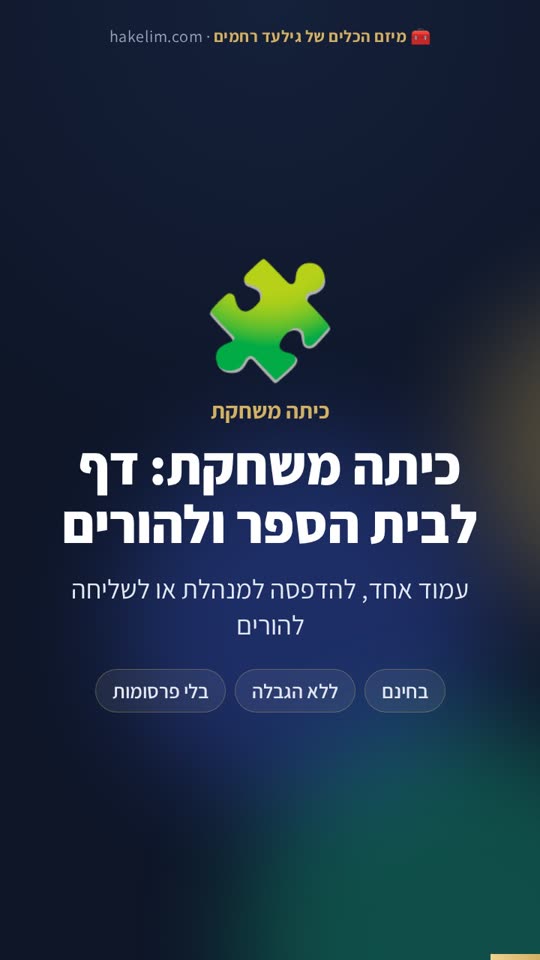 🧰 מיזם הכלים של גילעד רחמים · hakelim.com
כיתה משחקת
כיתה משחקת: דף
לבית הספר ולהורים
עמוד אחד, להדפסה למנהלת או לשליחה
להורים
בחינם
ללא הגבלה
בלי פרסומות